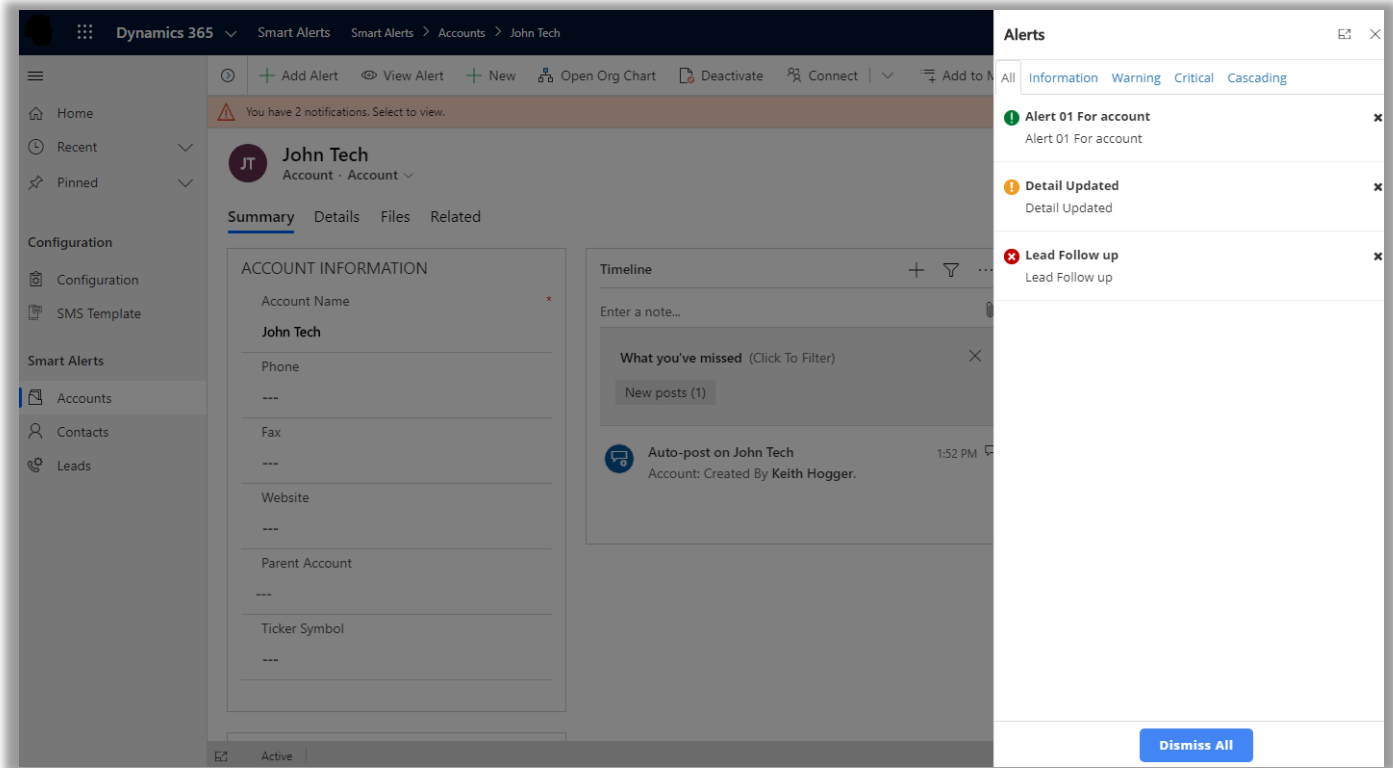 Dynamics 365 Smart Alerts Smart Alerts > Accounts > John Tech
Add Alert View Alert New Open Org Chart Deactivate Connect Add to
You have 2 notifications. Select to view.
Home
Recent
Pinned
Configuration
Configuration
SMS Template
Smart Alerts
Accounts
Contacts
Leads
JT
John Tech
Account · Account
Summary Details Files Related
ACCOUNT INFORMATION
Account Name *
John Tech
Phone
---
Fax
---
Website
---
Parent Account
---
Ticker Symbol
---
Timeline
Enter a note...
What you've missed (Click To Filter)
New posts (1)
Auto-post on John Tech 1:52 PM
Account: Created By Keith Hogger.
Active
Alerts
All Information Warning Critical Cascading
Alert 01 For account
Alert 01 For account
Detail Updated
Detail Updated
Lead Follow up
Lead Follow up
Dismiss All